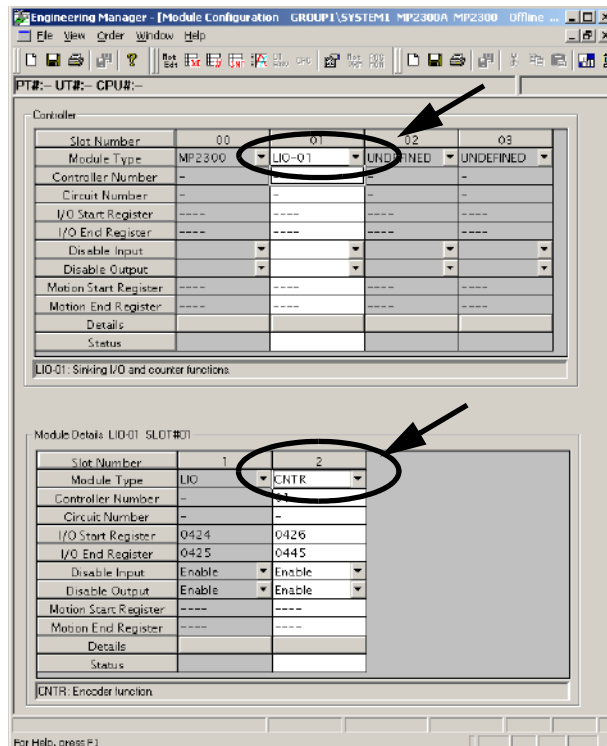 Engineering Manager - [Module Configuration GROUP1\SYSTEM1 MP2300A MP2300 Offline ...
File View Order Window Help
PT#:– UT#:– CPU#:–
Controller
Slot Number 00 01 02 03
Module Type MP2300 LIO-01 UNDEFINED UNDEFINED
Controller Number - - - -
Circuit Number - - - -
I/O Start Register ---- ---- ---- ----
I/O End Register ---- ---- ---- ----
Disable Input
Disable Output
Motion Start Register ---- ---- ---- ----
Motion End Register ---- ---- ---- ----
Details
Status
LIO-01: Sinking I/O and counter functions.
Module Details LIO-01 SLOT#01
Slot Number 1 2
Module Type LIO CNTR
Controller Number - 01
Circuit Number - -
I/O Start Register 0424 0426
I/O End Register 0425 0445
Disable Input Enable Enable
Disable Output Enable Enable
Motion Start Register ---- ----
Motion End Register ---- ----
Details
Status
CNTR: Encoder function.
For Help, press F1